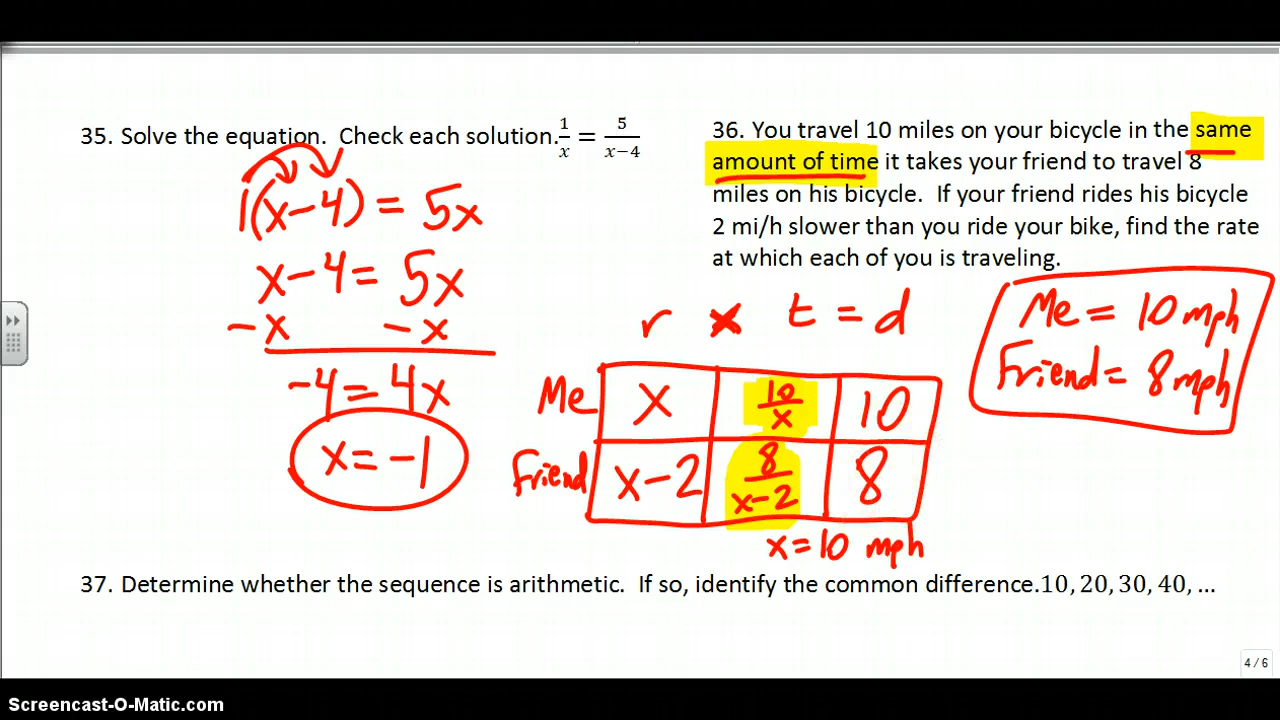 35. Solve the equation. Check each solution. 1/x = 5/(x−4)
1(x−4) = 5x
x−4 = 5x
−x −x
−4 = 4x
x = −1
36. You travel 10 miles on your bicycle in the same
amount of time it takes your friend to travel 8
miles on his bicycle. If your friend rides his bicycle
2 mi/h slower than you ride your bike, find the rate
at which each of you is traveling.
Me = 10 mph
Friend = 8 mph
r × t = d
Me x 10/x 10
Friend x−2 8/(x−2) 8
x = 10 mph
37. Determine whether the sequence is arithmetic. If so, identify the common difference. 10, 20, 30, 40, ...
4 / 6
Screencast-O-Matic.com